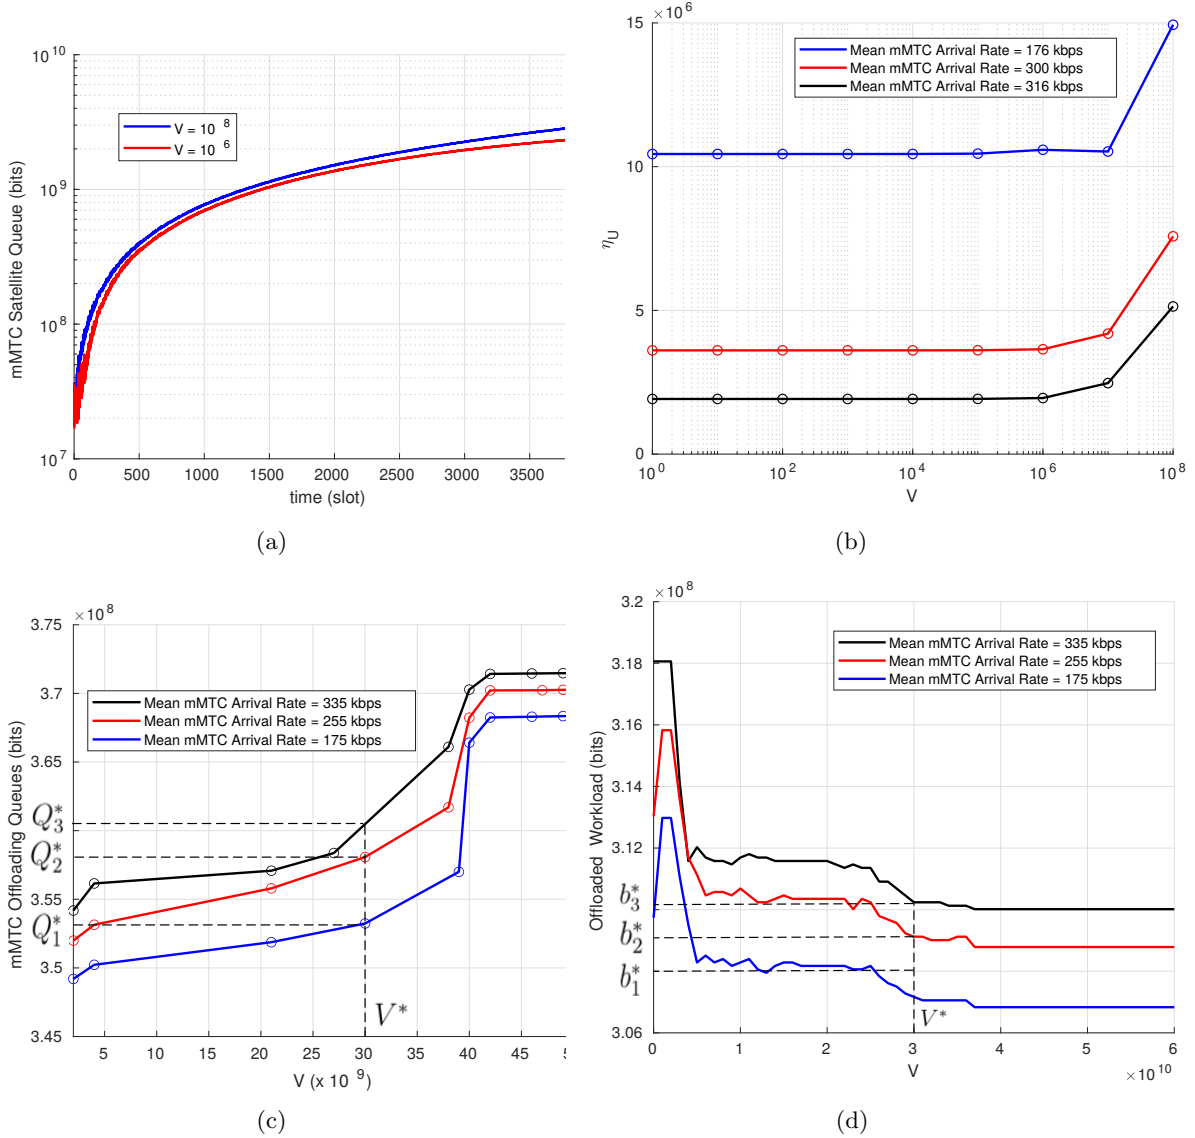 10^10
10^9
10^8
10^7
mMTC Satellite Queue (bits)
V = 10^8
V = 10^6
0 500 1000 1500 2000 2500 3000 3500
time (slot)
(a)
×10^6
15
10
5
0
η_U
Mean mMTC Arrival Rate = 176 kbps
Mean mMTC Arrival Rate = 300 kbps
Mean mMTC Arrival Rate = 316 kbps
10^0 10^2 10^4 10^6 10^8
V
(b)
×10^8
3.75
3.7
3.65
3.55
3.5
3.45
Q_3^*
Q_2^*
Q_1^*
mMTC Offloading Queues (bits)
Mean mMTC Arrival Rate = 335 kbps
Mean mMTC Arrival Rate = 255 kbps
Mean mMTC Arrival Rate = 175 kbps
V^*
5 10 15 20 25 30 35 40 45
V (x 10^9)
(c)
×10^8
3.2
3.18
3.16
3.14
3.12
3.06
b_3^*
b_2^*
b_1^*
Offloaded Workload (bits)
Mean mMTC Arrival Rate = 335 kbps
Mean mMTC Arrival Rate = 255 kbps
Mean mMTC Arrival Rate = 175 kbps
V^*
0 1 2 3 4 5 6
V
×10^10
(d)